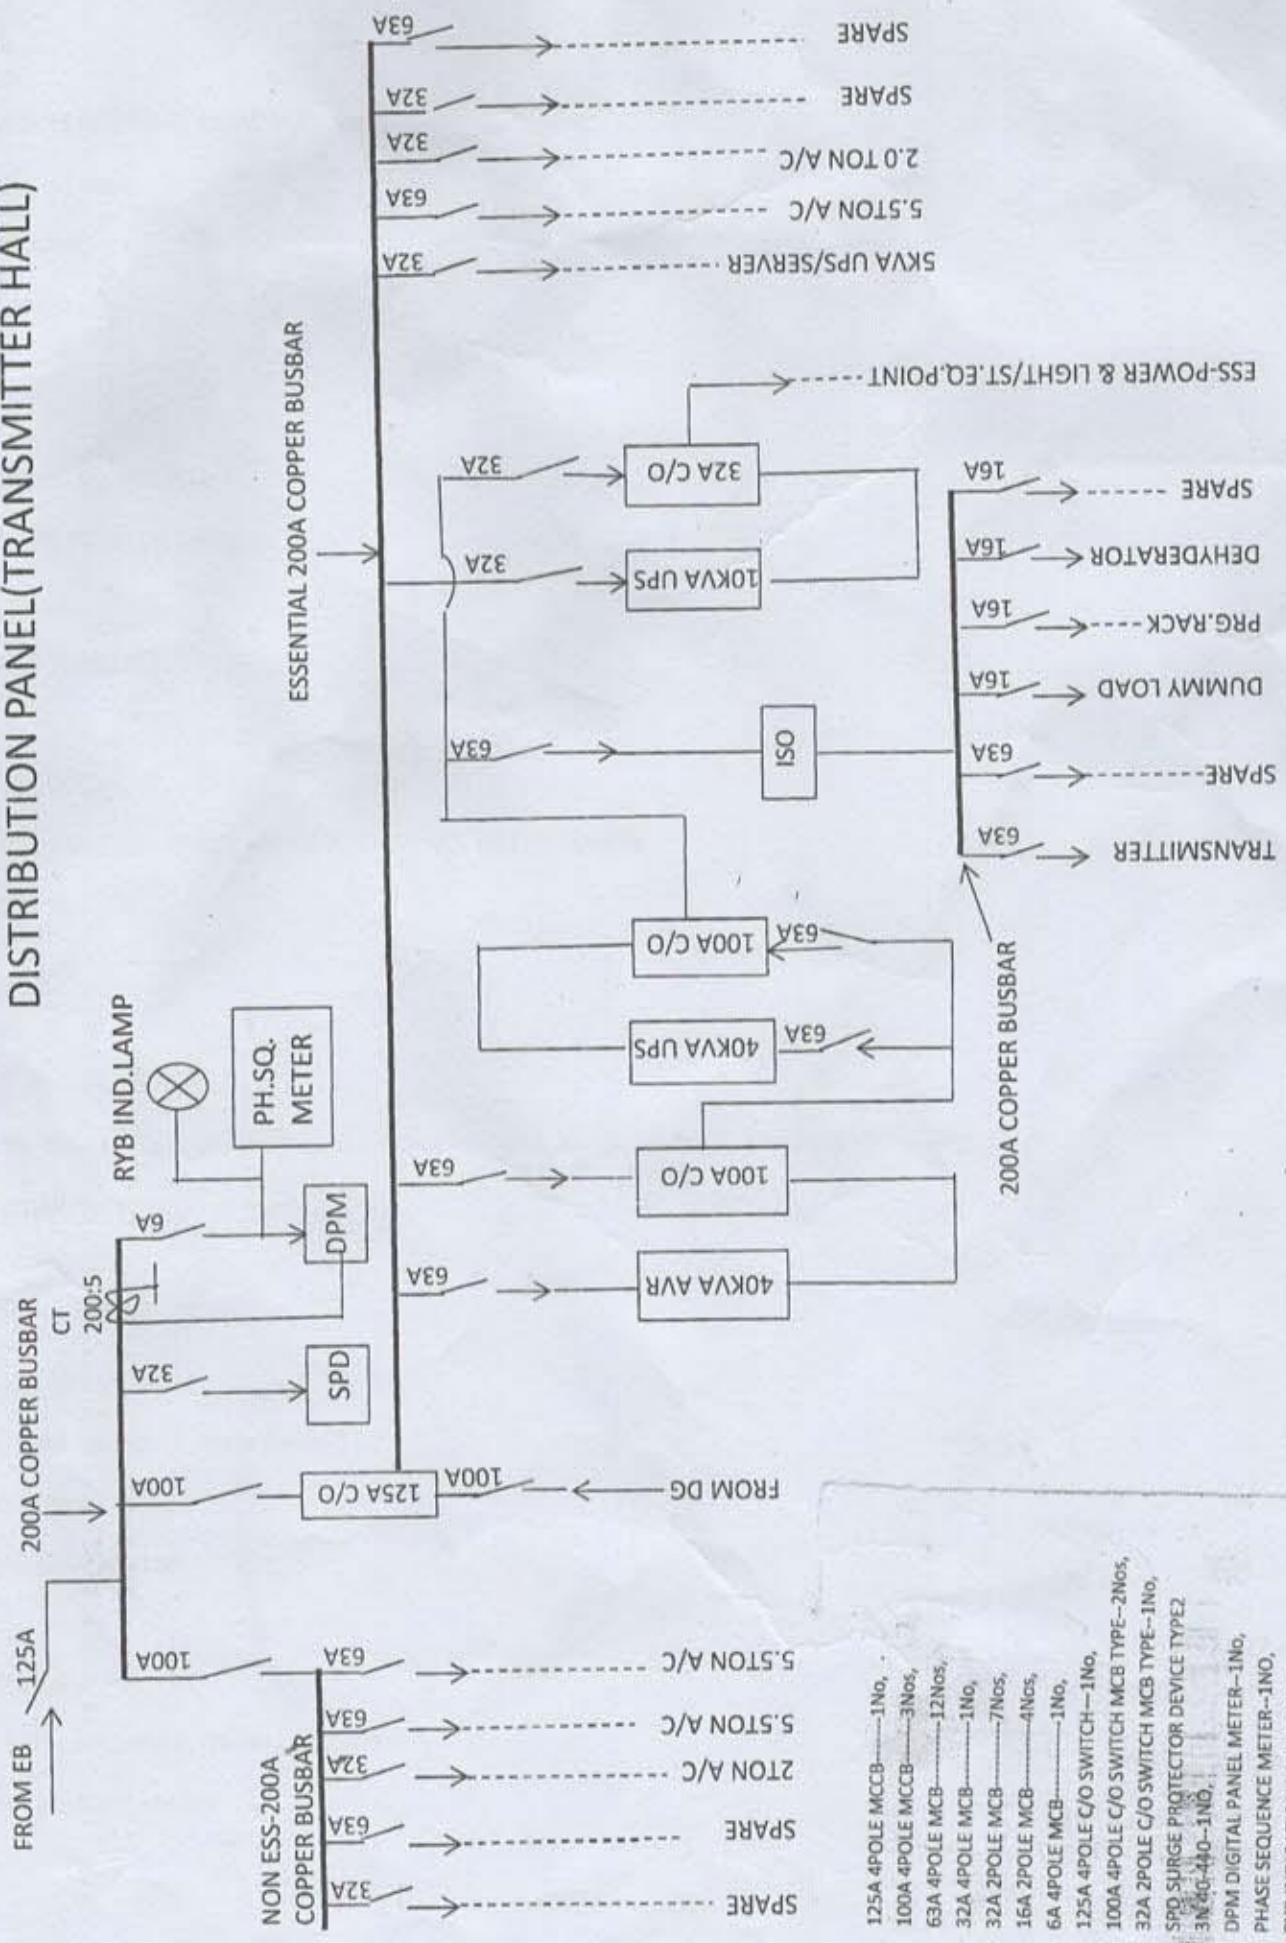 DISTRIBUTION PANEL(TRANSMITTER HALL)
FROM EB
125A
200A COPPER BUSBAR
CT
200:5
RYB IND.LAMP
PH.SQ.
METER
6A
DPM
32A
SPD
100A
125A C/O
100A
FROM DG
100A
NON ESS-200A
COPPER BUSBAR
63A
5.5TON A/C
63A
5.5TON A/C
32A
2TON A/C
63A
SPARE
32A
SPARE
ESSENTIAL 200A COPPER BUSBAR
63A
SPARE
32A
SPARE
32A
2.0 TON A/C
63A
5.5TON A/C
32A
5KVA UPS/SERVER
32A
32A C/O
ESS-POWER & LIGHT/ST.EQ.POINT
32A
10KVA UPS
63A
ISO
100A C/O
63A
40KVA UPS
63A
63A
100A C/O
63A
40KVA AVR
200A COPPER BUSBAR
16A
SPARE
16A
DEHYDERATOR
16A
PRG.RACK
16A
DUMMY LOAD
63A
SPARE
63A
TRANSMITTER
125A 4POLE MCCB--------1No,
100A 4POLE MCCB--------3Nos,
63A 4POLE MCB----------12Nos,
32A 4POLE MCB----------1No,
32A 2POLE MCB----------7Nos,
16A 2POLE MCB----------4Nos,
6A 4POLE MCB-----------1No,
125A 4POLE C/O SWITCH---1No,
100A 4POLE C/O SWITCH MCB TYPE--2Nos,
32A 2POLE C/O SWITCH MCB TYPE--1No,
SPD SURGE PROTECTOR DEVICE TYPE2
40-440--1NO,
DPM DIGITAL PANEL METER--1No,
PHASE SEQUENCE METER--1NO,